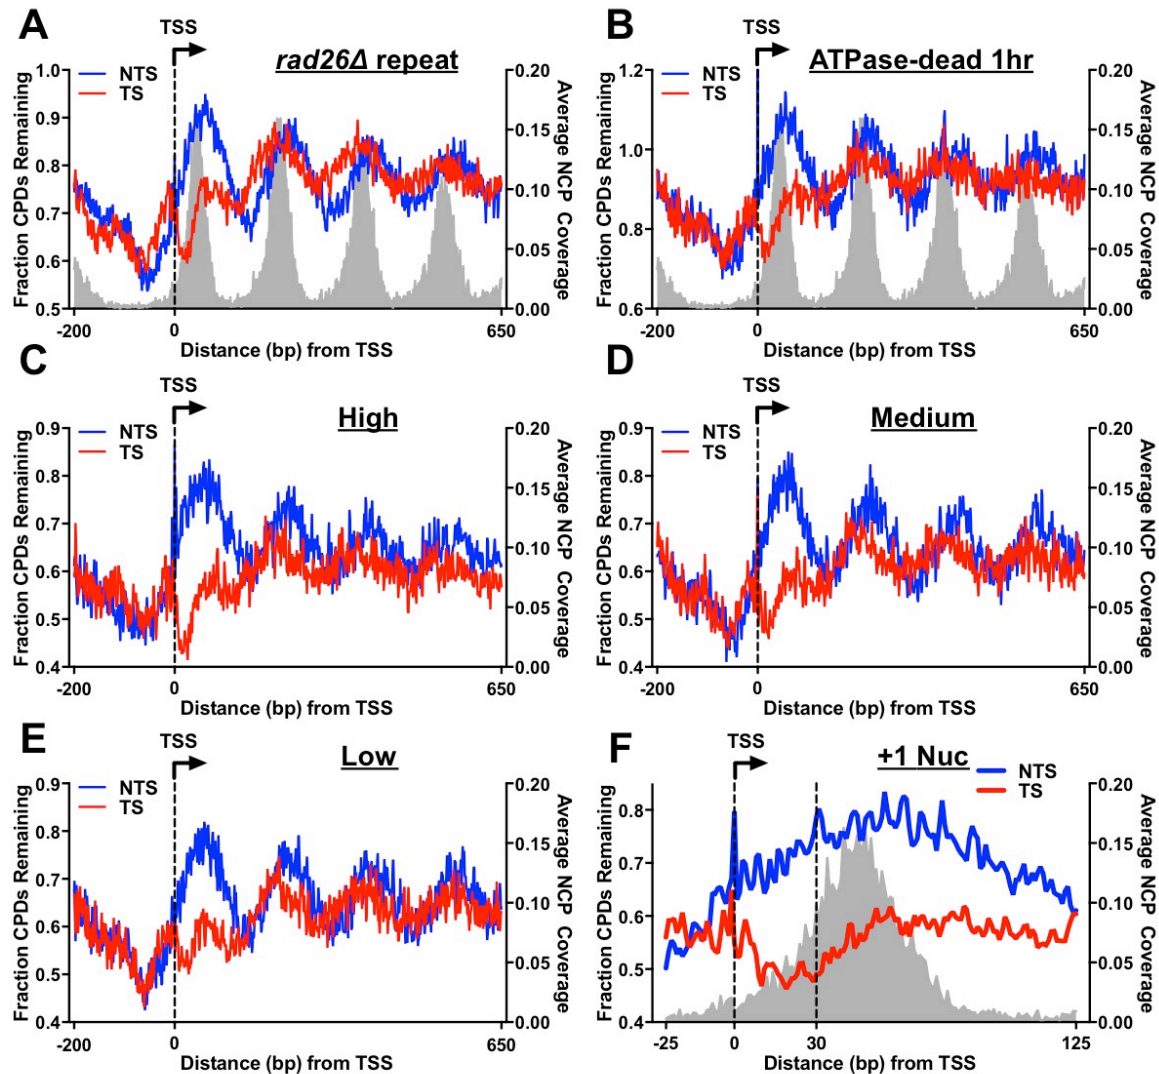 A
TSS
rad26Δ repeat
NTS
TS
Fraction CPDs Remaining
1.0
0.9
0.8
0.7
0.6
0.5
0.20
0.15
0.10
0.05
0.00
Average NCP Coverage
-200
0
650
Distance (bp) from TSS
B
TSS
ATPase-dead 1hr
NTS
TS
Fraction CPDs Remaining
1.2
1.0
0.8
0.6
0.20
0.15
0.10
0.05
0.00
Average NCP Coverage
-200
0
650
Distance (bp) from TSS
C
TSS
High
NTS
TS
Fraction CPDs Remaining
0.9
0.8
0.7
0.6
0.5
0.4
0.20
0.15
0.10
0.05
0.00
Average NCP Coverage
-200
0
650
Distance (bp) from TSS
D
TSS
Medium
NTS
TS
Fraction CPDs Remaining
0.9
0.8
0.7
0.6
0.5
0.4
0.20
0.15
0.10
0.05
0.00
Average NCP Coverage
-200
0
650
Distance (bp) from TSS
E
TSS
Low
NTS
TS
Fraction CPDs Remaining
0.9
0.8
0.7
0.6
0.5
0.4
0.20
0.15
0.10
0.05
0.00
Average NCP Coverage
-200
0
650
Distance (bp) from TSS
F
TSS
+1 Nuc
NTS
TS
Fraction CPDs Remaining
0.8
0.7
0.6
0.5
0.4
0.20
0.15
0.10
0.05
0.00
Average NCP Coverage
-25
0
30
125
Distance (bp) from TSS